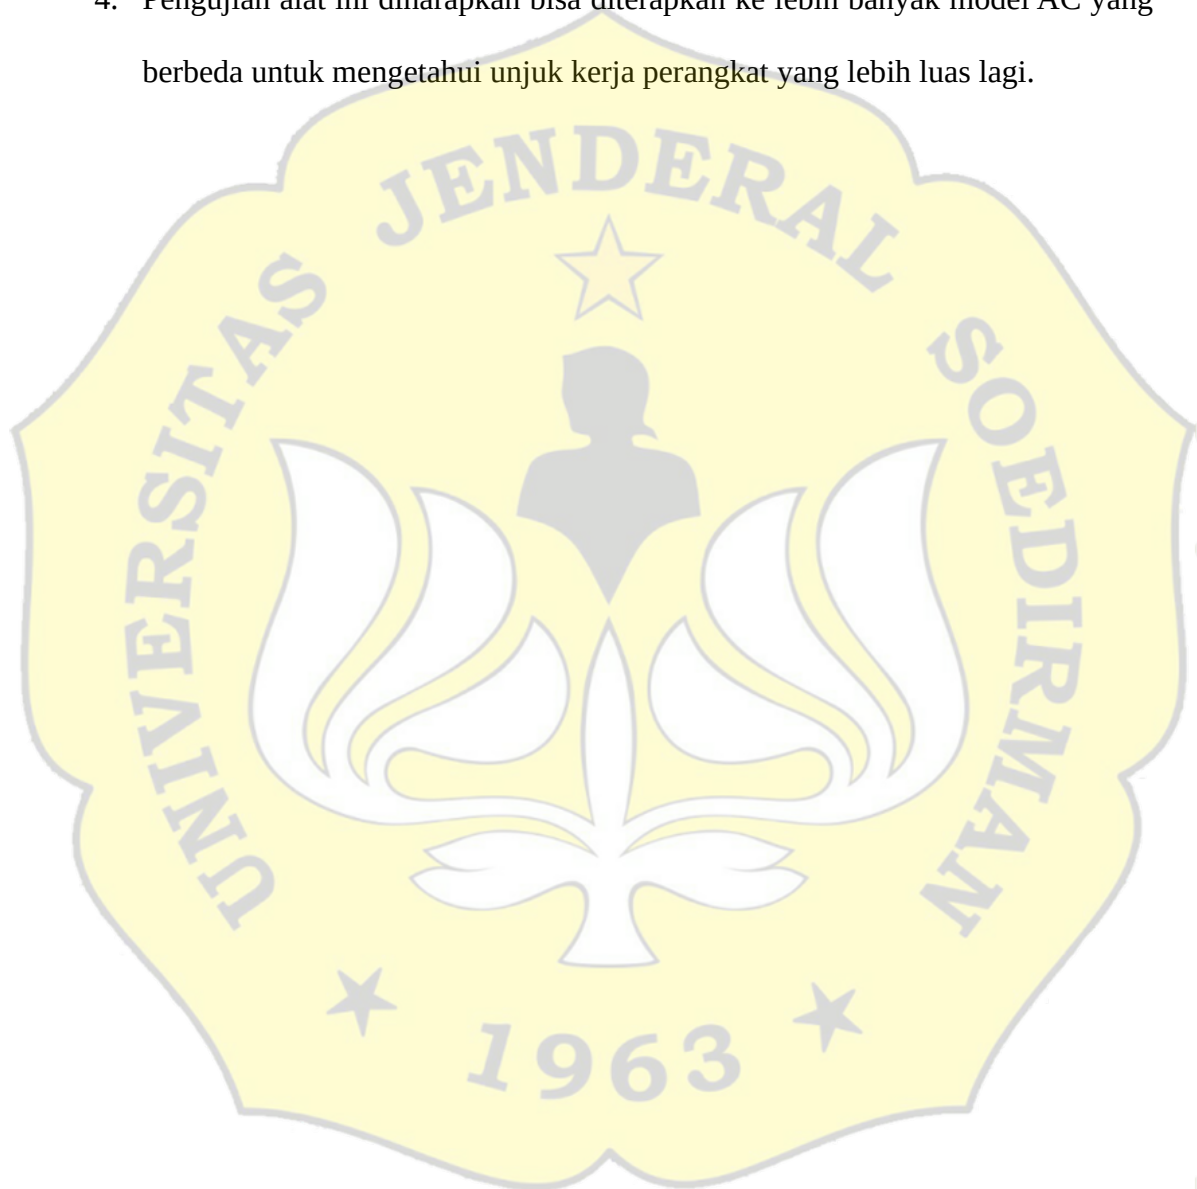 4. Pengujian alat ini diharapkan bisa diterapkan ke lebih banyak model AC yang
berbeda untuk mengetahui unjuk kerja perangkat yang lebih luas lagi.
UNIVERSITAS JENDERAL SOEDIRMAN
1963